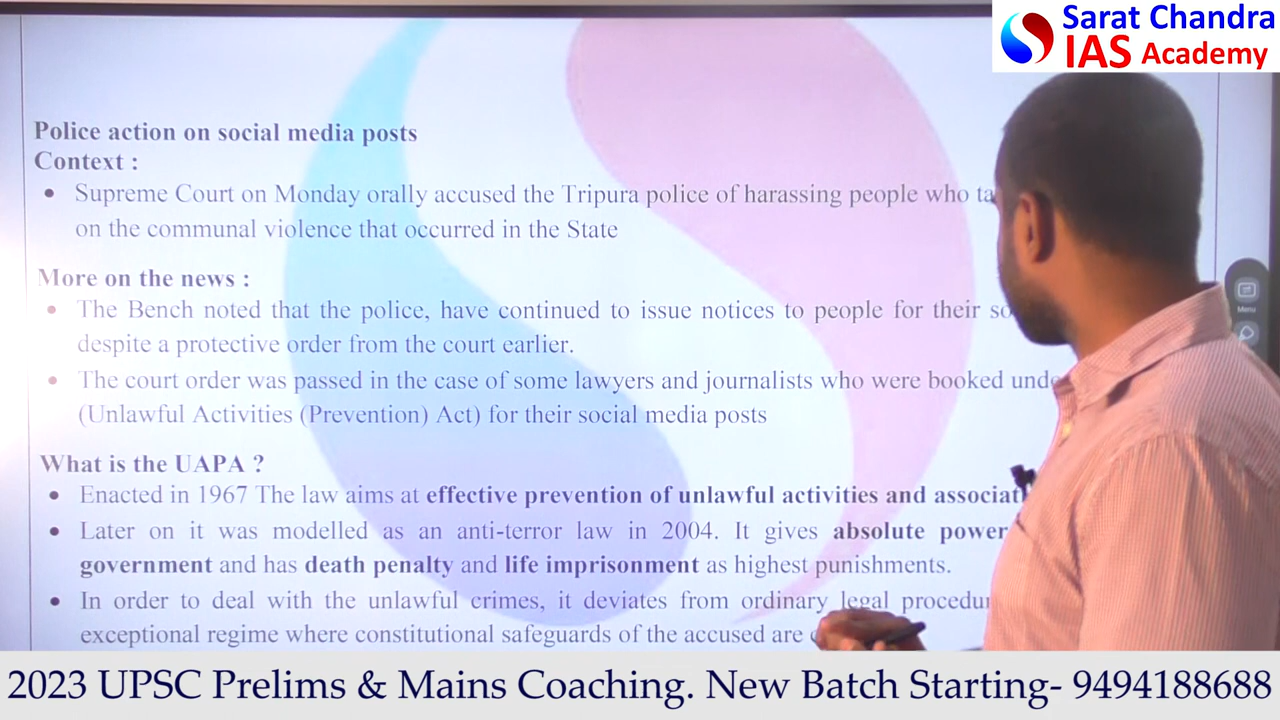 Sarat Chandra
IAS Academy
Police action on social media posts
Context :
• Supreme Court on Monday orally accused the Tripura police of harassing people who ta
on the communal violence that occurred in the State
More on the news :
• The Bench noted that the police, have continued to issue notices to people for their so
despite a protective order from the court earlier.
• The court order was passed in the case of some lawyers and journalists who were booked und
(Unlawful Activities (Prevention) Act) for their social media posts
Menu
What is the UAPA ?
• Enacted in 1967 The law aims at effective prevention of unlawful activities and associat
• Later on it was modelled as an anti-terror law in 2004. It gives absolute power
government and has death penalty and life imprisonment as highest punishments.
• In order to deal with the unlawful crimes, it deviates from ordinary legal procedu
exceptional regime where constitutional safeguards of the accused are
2023 UPSC Prelims & Mains Coaching. New Batch Starting- 9494188688